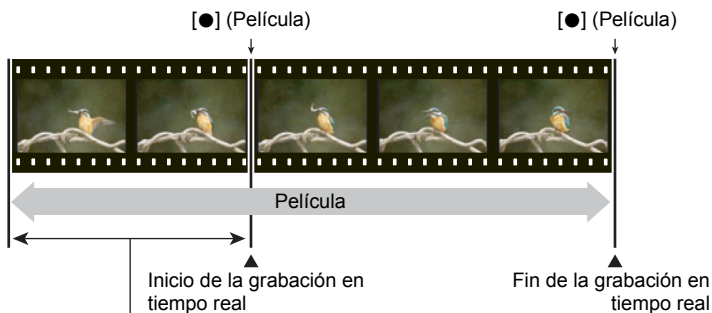 [●] (Película)
[●] (Película)
Película
Inicio de la grabación en
tiempo real
Fin de la grabación en
tiempo real